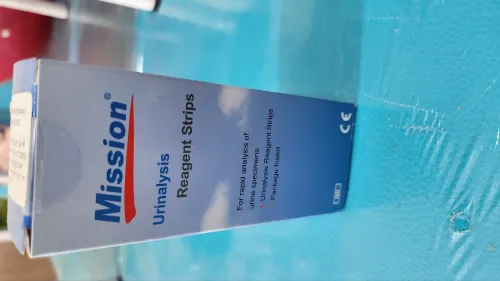 Mission®
Urinalysis
Reagent Strips
For rapid analysis of
urine specimens
• Urinalysis Reagent Strips
Package Insert
CE